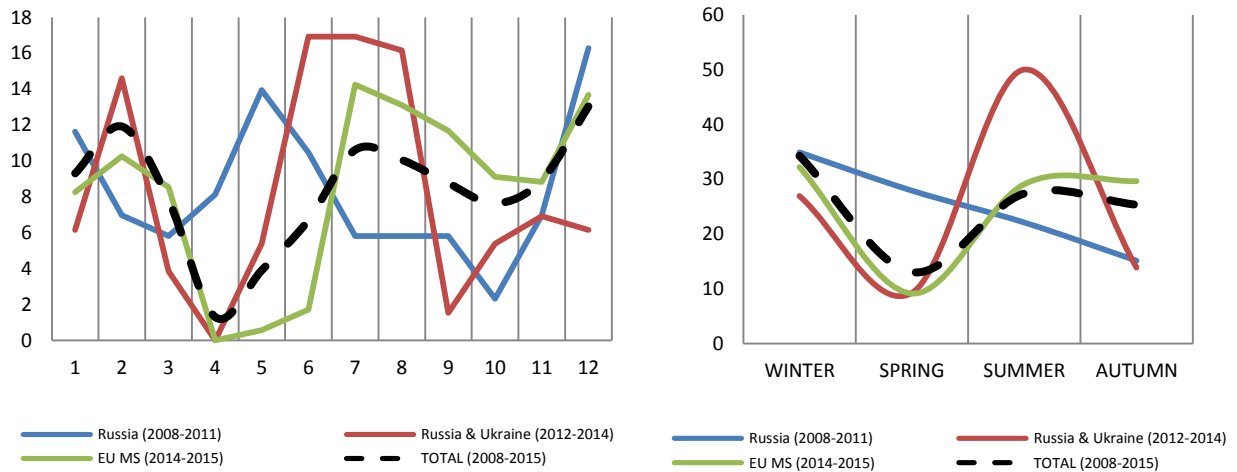 18
16
14
12
10
8
6
4
2
0
1 2 3 4 5 6 7 8 9 10 11 12
Russia (2008-2011) Russia & Ukraine (2012-2014)
EU MS (2014-2015) TOTAL (2008-2015)
60
50
40
30
20
10
0
WINTER SPRING SUMMER AUTUMN
Russia (2008-2011) Russia & Ukraine (2012-2014)
EU MS (2014-2015) TOTAL (2008-2015)